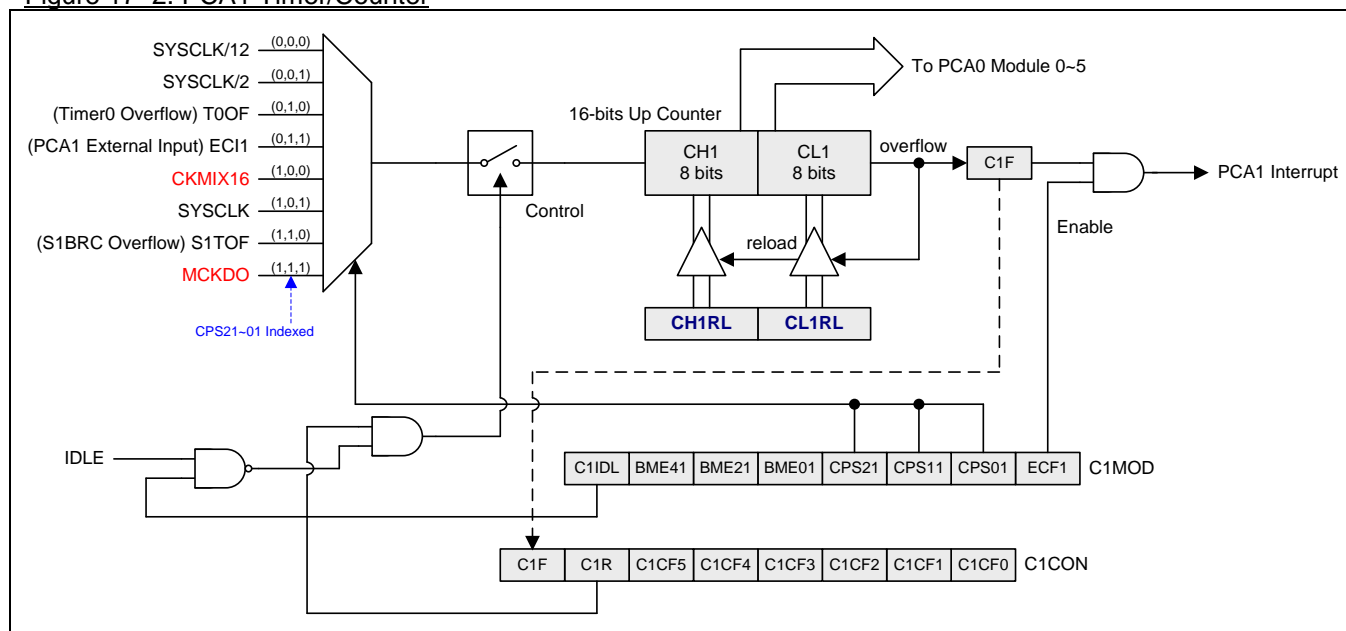 Figure 17-2. PCA1 Timer/Counter
SYSCLK/12 (0,0,0)
SYSCLK/2 (0,0,1)
(Timer0 Overflow) T0OF (0,1,0)
(PCA1 External Input) ECI1 (0,1,1)
CKMIX16 (1,0,0)
SYSCLK (1,0,1)
(S1BRC Overflow) S1TOF (1,1,0)
MCKDO (1,1,1)
CPS21~01 Indexed
Control
To PCA0 Module 0~5
16-bits Up Counter
CH1
8 bits
CL1
8 bits
overflow
C1F
PCA1 Interrupt
Enable
reload
CH1RL CL1RL
IDLE
C1IDL BME41 BME21 BME01 CPS21 CPS11 CPS01 ECF1 C1MOD
C1F C1R C1CF5 C1CF4 C1CF3 C1CF2 C1CF1 C1CF0 C1CON